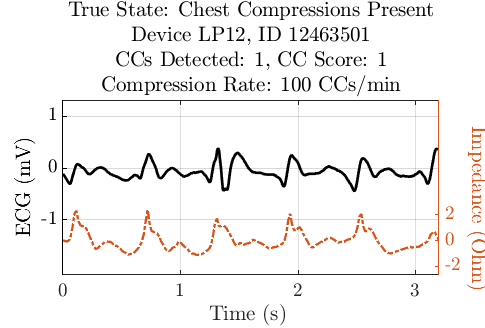 True State: Chest Compressions Present
Device LP12, ID 12463501
CCs Detected: 1, CC Score: 1
Compression Rate: 100 CCs/min
ECG (mV)
1
0
-1
Impedance (Ohm)
2
0
-2
0 1 2 3
Time (s)